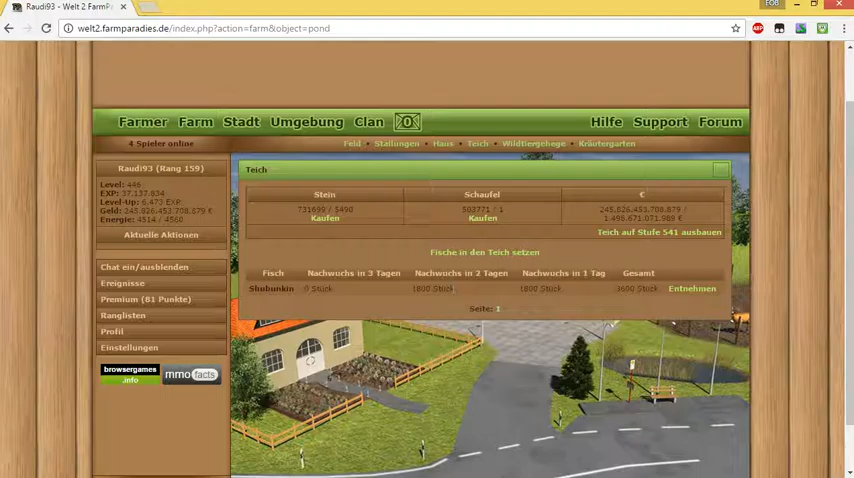 Raudi93 - Welt 2 FarmPa
EOB
welt2.farmparadies.de/index.php?action=farm&object=pond
ABP
Farmer Farm Stadt Umgebung Clan 0 Hilfe Support Forum
4 Spieler online
Feld • Stallungen • Haus • Teich • Wildtiergehege • Kräutergarten
Raudi93 (Rang 159)
Level: 446
EXP: 37.137.834
Level-Up: 6.473 EXP
Geld: 245.826.453.708.879 €
Energie: 4514 / 4560
Aktuelle Aktionen
Chat ein/ausblenden
Ereignisse
Premium (81 Punkte)
Ranglisten
Profil
Einstellungen
browsergames
.info
mmo facts
Teich
Stein Schaufel €
731699 / 5490 503771 / 1 245.826.453.708.879 /
Kaufen Kaufen 1.498.671.071.989 €
Teich auf Stufe 541 ausbauen
Fische in den Teich setzen
Fisch Nachwuchs in 3 Tagen Nachwuchs in 2 Tagen Nachwuchs in 1 Tag Gesamt
Shubunkin 0 Stück 1800 Stück 1800 Stück 3600 Stück Entnehmen
Seite: 1